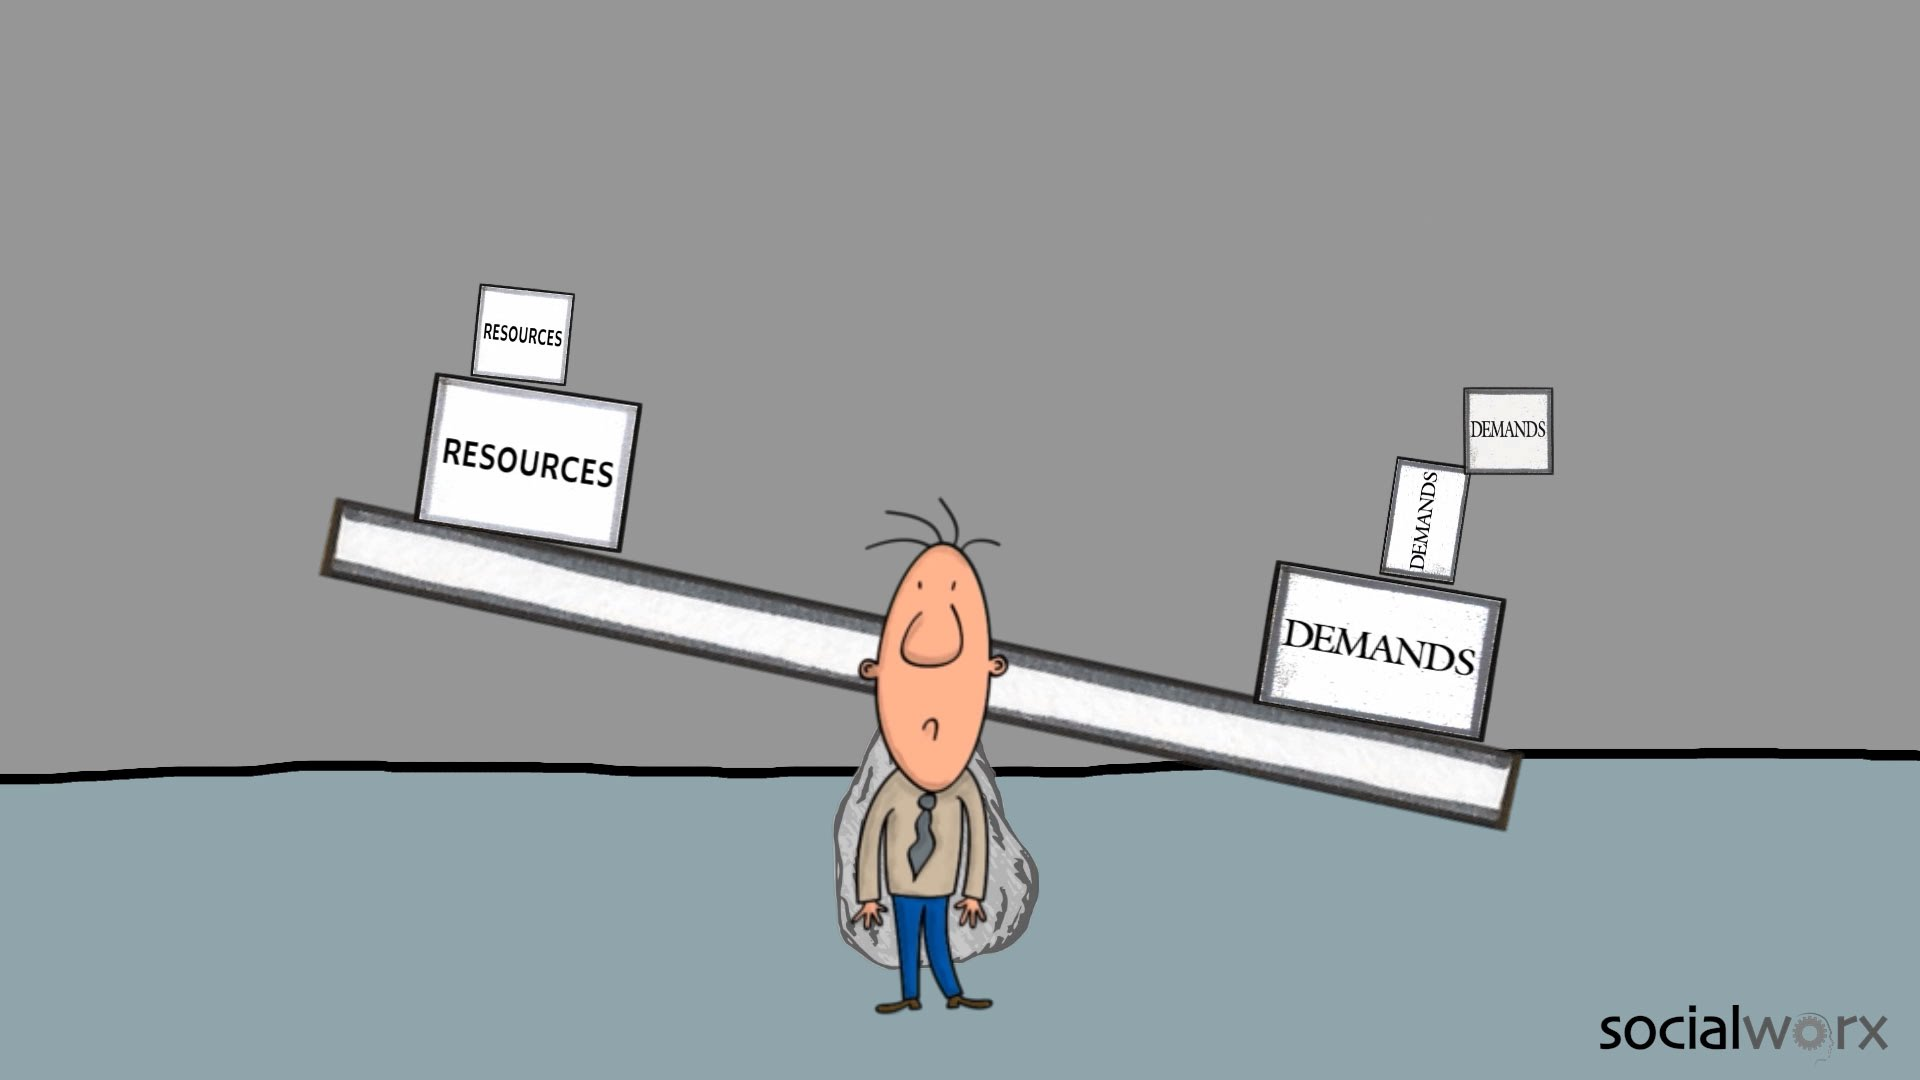 RESOURCES
RESOURCES
DEMANDS
DEMANDS
DEMANDS
socialworx